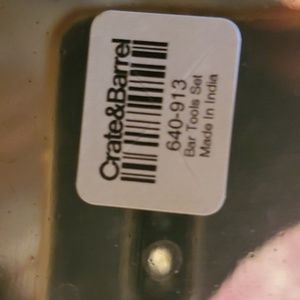 Crate&Barrel
640-913
Bar Tools Set
Made In India